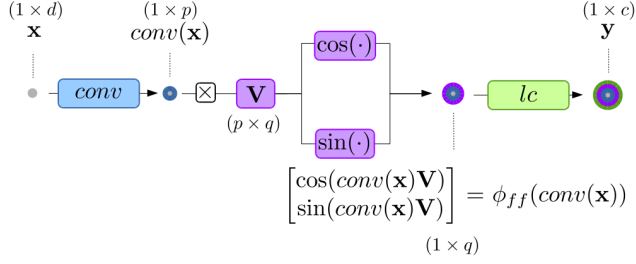 (1 × d)
x
(1 × p)
conv(x)
(1 × c)
y
conv
×
V
(p × q)
cos(·)
sin(·)
lc
[cos(conv(x)V)
sin(conv(x)V)] = ϕ_ff(conv(x))
(1 × q)